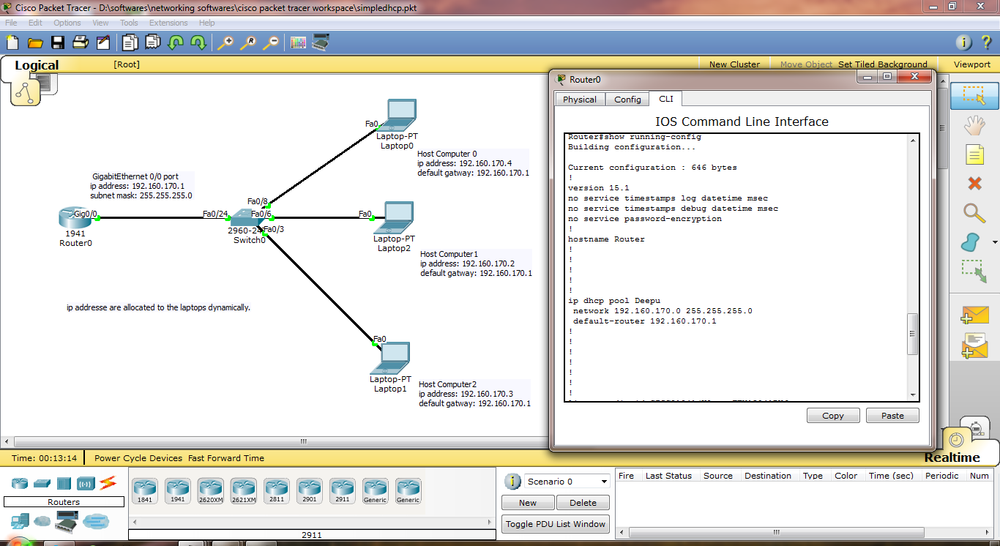 Cisco Packet Tracer - D:\softwares\networking softwares\cisco packet tracer workspace\simpledhcp.pkt
File Edit Options View Tools Extensions Help
Logical
[Root]
New Cluster
Move Object
Set Tiled Background
Viewport
Fa0
Laptop-PT
Laptop0
Host Computer 0
ip address: 192.160.170.4
default gatway: 192.160.170.1
GigabitEthernet 0/0 port
ip address: 192.160.170.1
subnet mask: 255.255.255.0
Gig0/0
1941
Router0
Fa0/24
Fa0/8
Fa0/6
Fa0/3
2960-24
Switch0
Fa0
Laptop-PT
Laptop2
Host Computer1
ip address: 192.160.170.2
default gatway: 192.160.170.1
ip addresse are allocated to the laptops dynamically.
Fa0
Laptop-PT
Laptop1
Host Computer2
ip address: 192.160.170.3
default gatway: 192.160.170.1
Router0
Physical
Config
CLI
IOS Command Line Interface
Router#show running-config
Building configuration...
Current configuration : 646 bytes
!
version 15.1
no service timestamps log datetime msec
no service timestamps debug datetime msec
no service password-encryption
!
hostname Router
!
!
!
!
!
ip dhcp pool Deepu
network 192.160.170.0 255.255.255.0
default-router 192.160.170.1
!
!
!
!
!
!
!
Copy
Paste
Time: 00:13:14
Power Cycle Devices Fast Forward Time
Realtime
Routers
1841
1941
2620XM
2621XM
2811
2901
2911
Generic
Generic
2911
Scenario 0
New
Delete
Toggle PDU List Window
Fire Last Status Source Destination Type Color Time (sec) Periodic Num